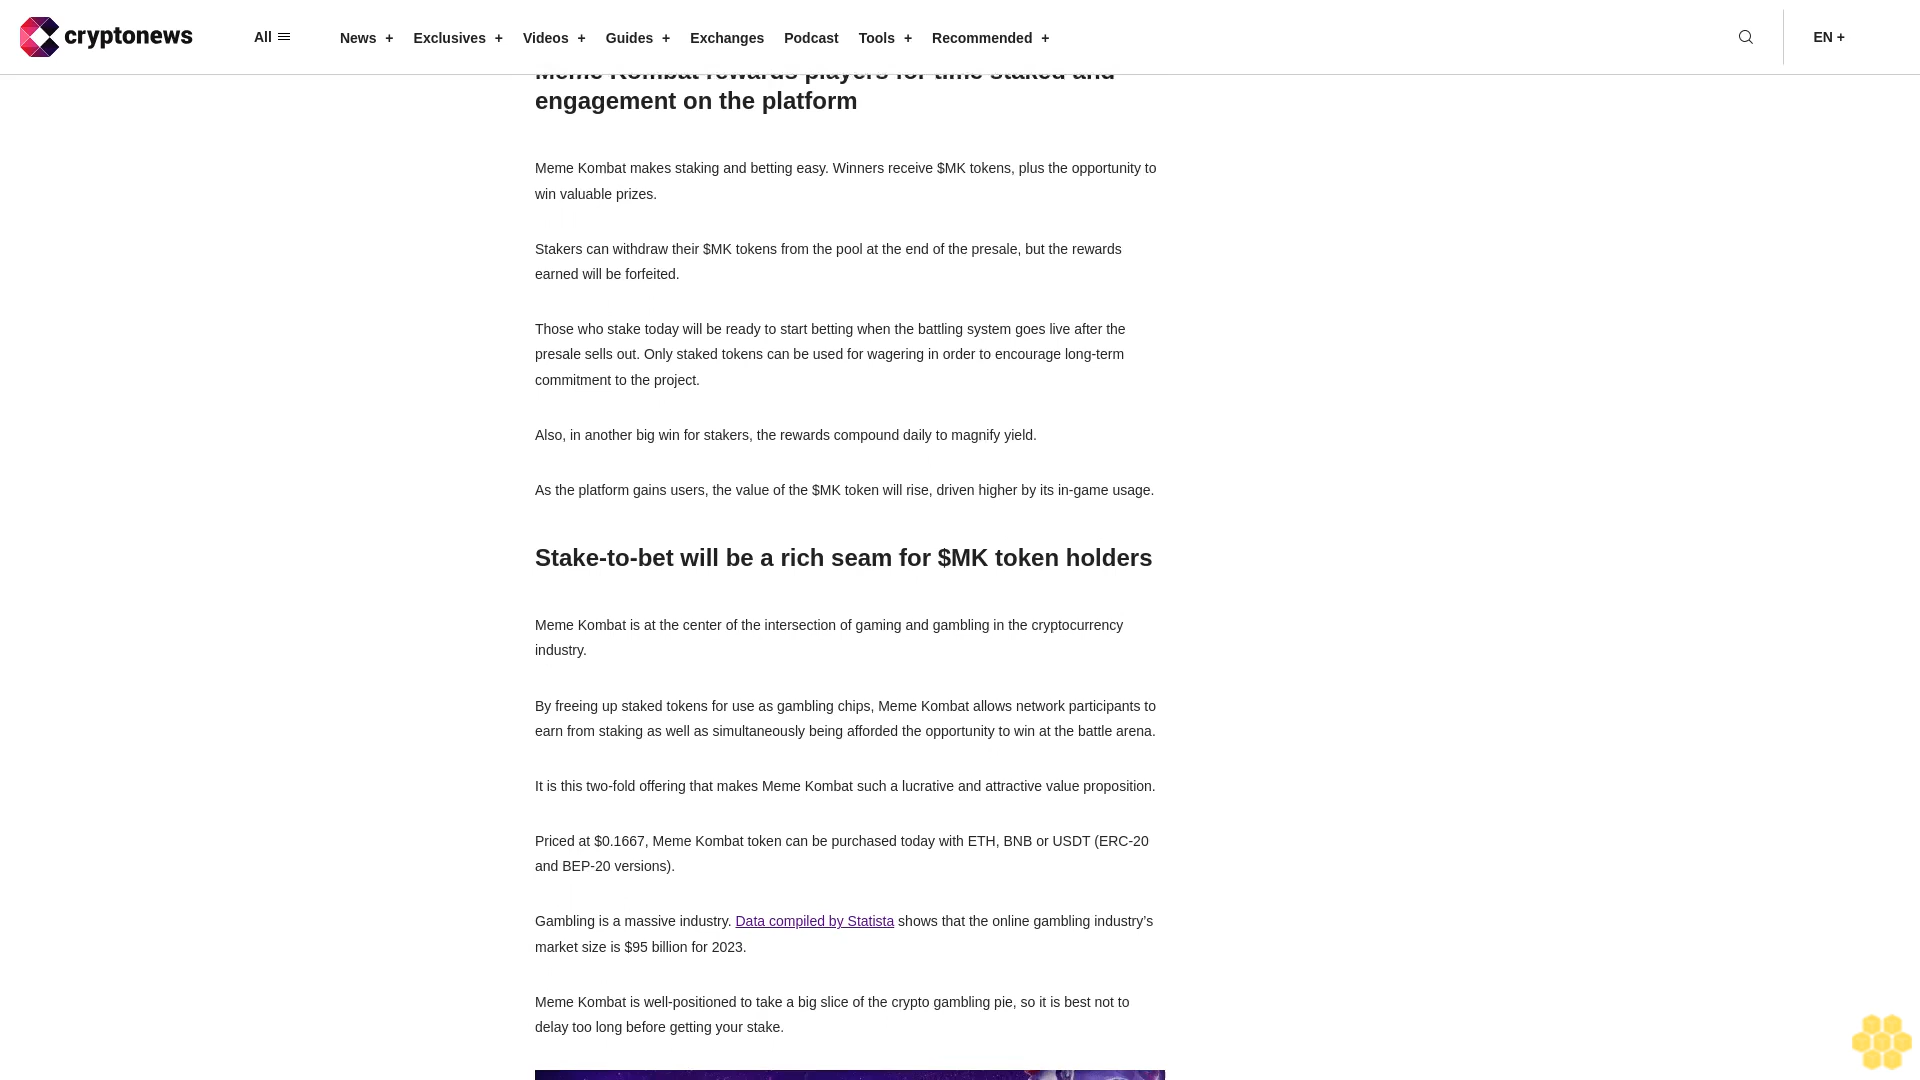 cryptonews
All
News +
Exclusives +
Videos +
Guides +
Exchanges
Podcast
Tools +
Recommended +
EN +
Meme Kombat rewards players for time staked and
engagement on the platform
Meme Kombat makes staking and betting easy. Winners receive $MK tokens, plus the opportunity to
win valuable prizes.
Stakers can withdraw their $MK tokens from the pool at the end of the presale, but the rewards
earned will be forfeited.
Those who stake today will be ready to start betting when the battling system goes live after the
presale sells out. Only staked tokens can be used for wagering in order to encourage long-term
commitment to the project.
Also, in another big win for stakers, the rewards compound daily to magnify yield.
As the platform gains users, the value of the $MK token will rise, driven higher by its in-game usage.
Stake-to-bet will be a rich seam for $MK token holders
Meme Kombat is at the center of the intersection of gaming and gambling in the cryptocurrency
industry.
By freeing up staked tokens for use as gambling chips, Meme Kombat allows network participants to
earn from staking as well as simultaneously being afforded the opportunity to win at the battle arena.
It is this two-fold offering that makes Meme Kombat such a lucrative and attractive value proposition.
Priced at $0.1667, Meme Kombat token can be purchased today with ETH, BNB or USDT (ERC-20
and BEP-20 versions).
Gambling is a massive industry. Data compiled by Statista shows that the online gambling industry’s
market size is $95 billion for 2023.
Meme Kombat is well-positioned to take a big slice of the crypto gambling pie, so it is best not to
delay too long before getting your stake.